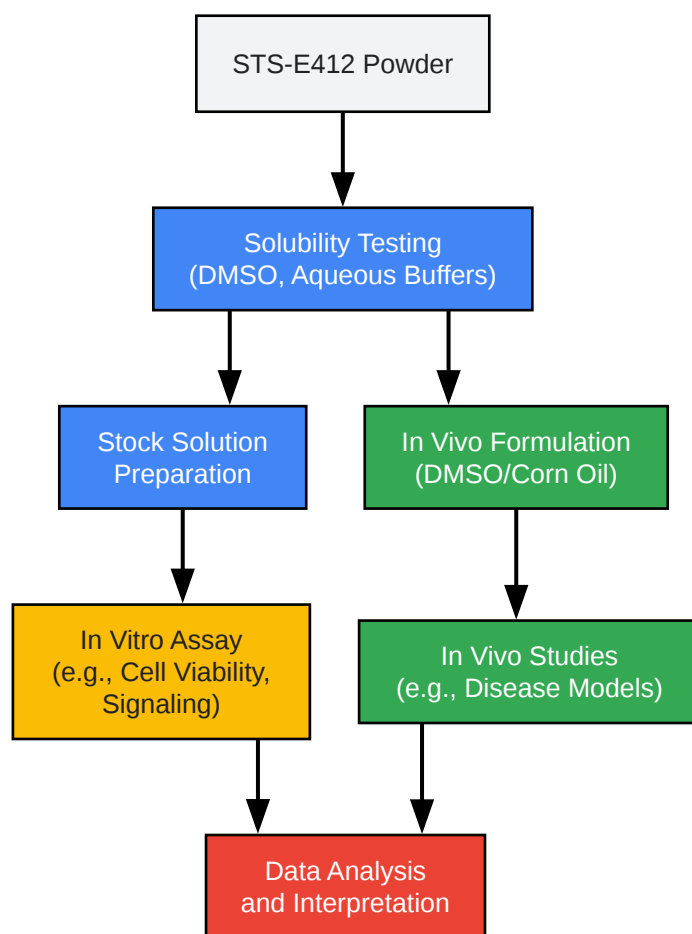 STS-E412 Powder
Solubility Testing
(DMSO, Aqueous Buffers)
Stock Solution
Preparation
In Vivo Formulation
(DMSO/Corn Oil)
In Vitro Assay
(e.g., Cell Viability,
Signaling)
In Vivo Studies
(e.g., Disease Models)
Data Analysis
and Interpretation